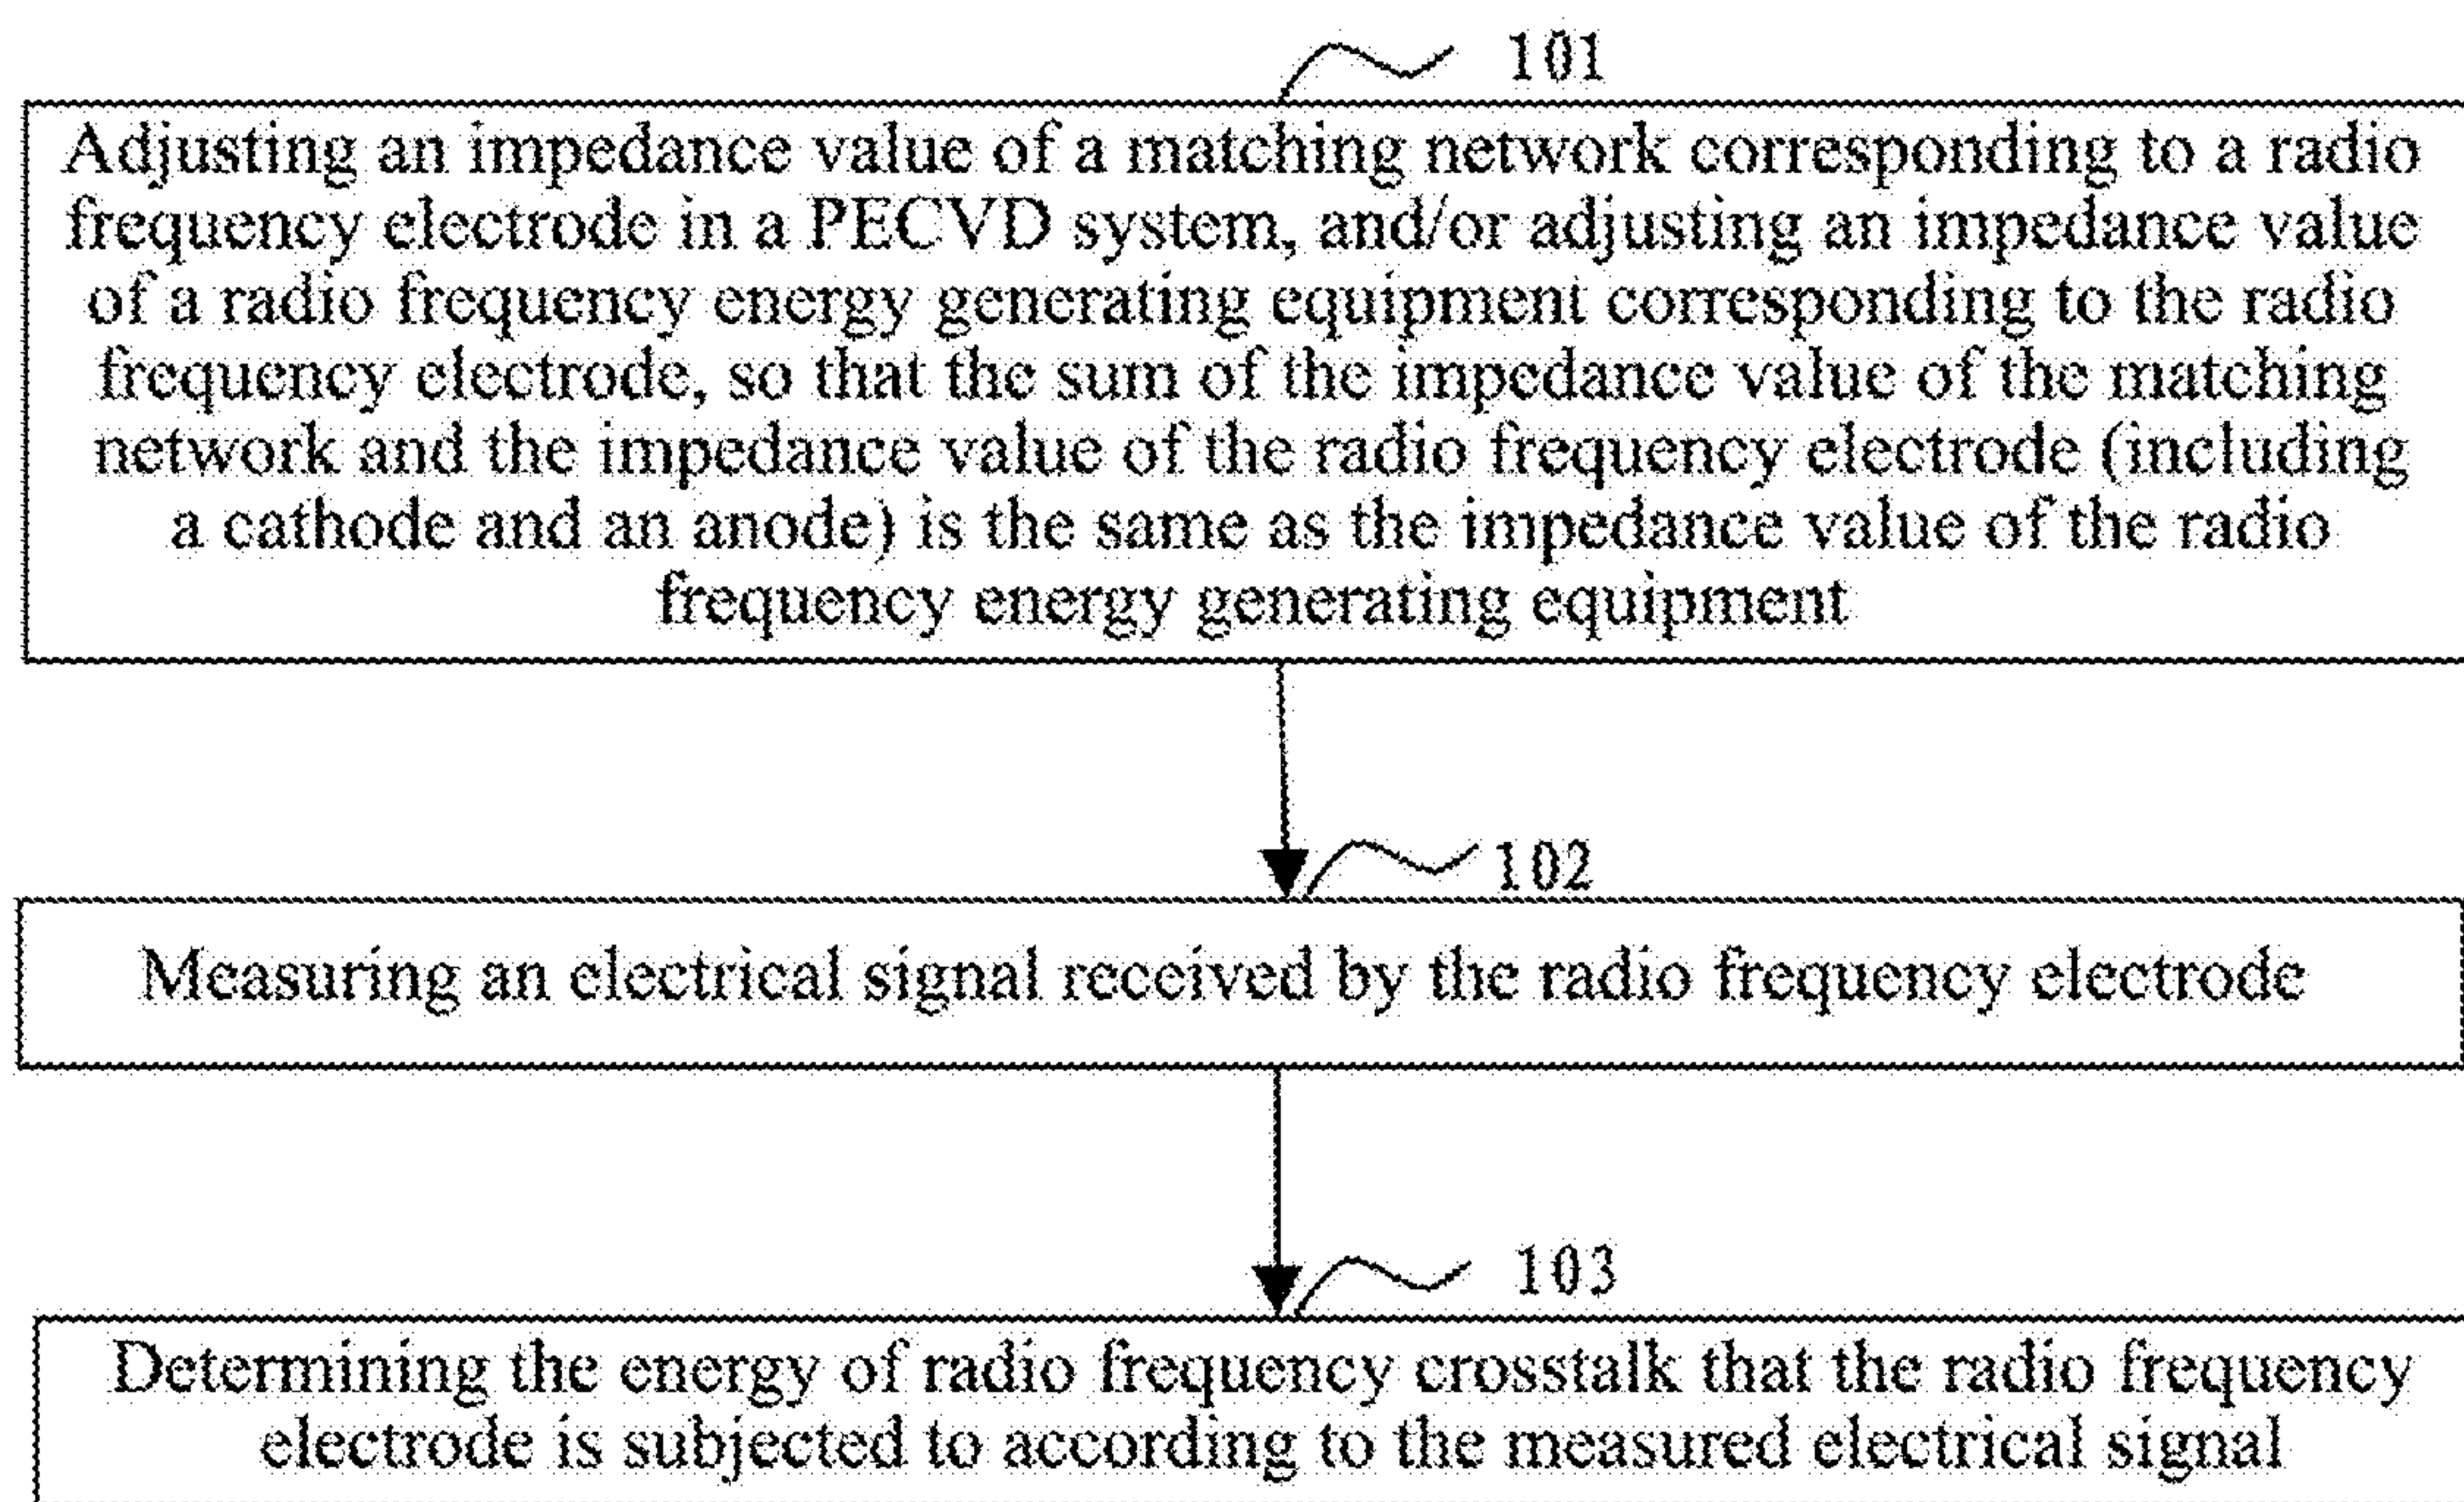 101
Adjusting an impedance value of a matching network corresponding to a radio
frequency electrode in a PECVD system, and/or adjusting an impedance value
of a radio frequency energy generating equipment corresponding to the radio
frequency electrode, so that the sum of the impedance value of the matching
network and the impedance value of the radio frequency electrode (including
a cathode and an anode) is the same as the impedance value of the radio
frequency energy generating equipment
102
Measuring an electrical signal received by the radio frequency electrode
103
Determining the energy of radio frequency crosstalk that the radio frequency
electrode is subjected to according to the measured electrical signal